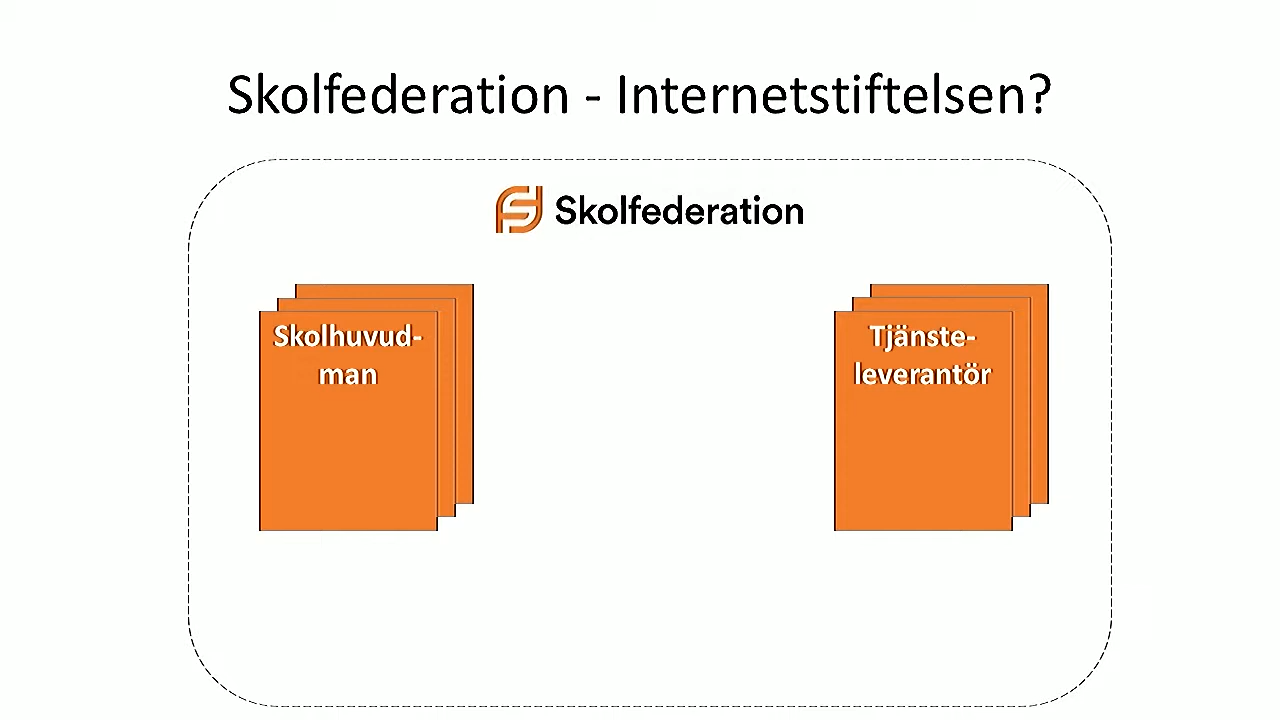 Skolfederation - Internetstiftelsen?
Skolfederation
Skolhuvud-
man
Tjänste-
leverantör